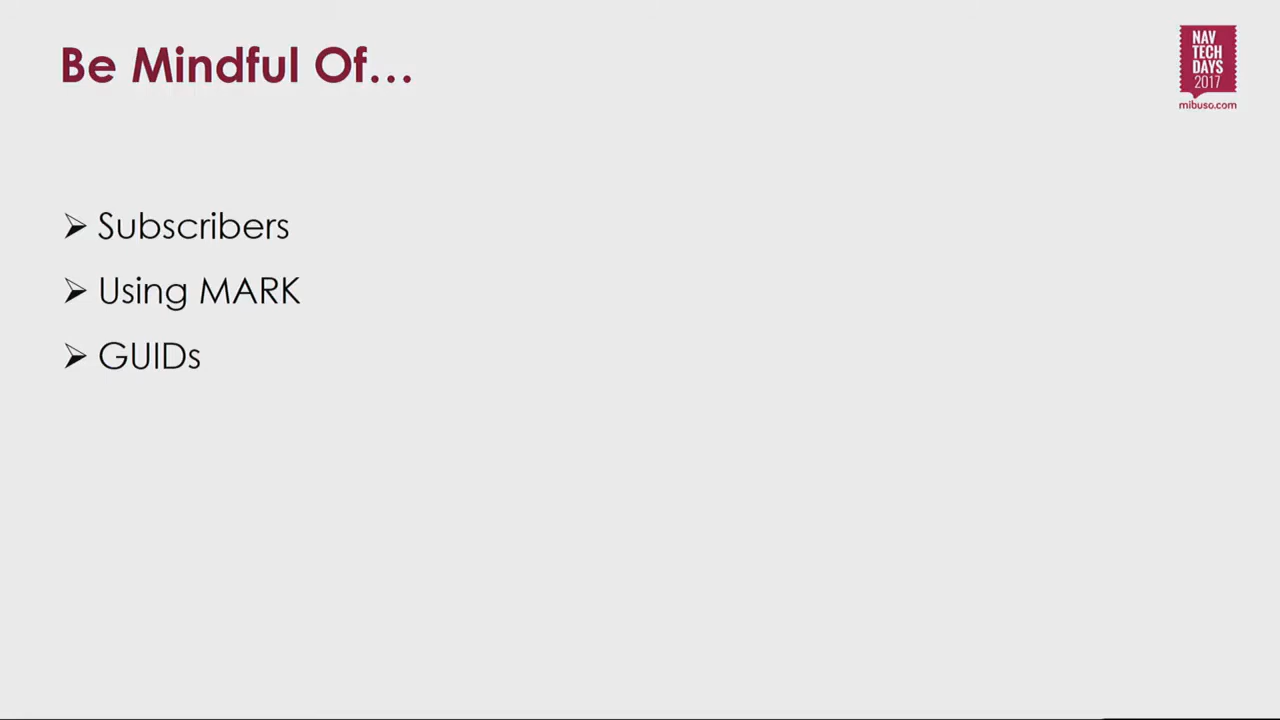 Be Mindful Of…
NAV
TECH
DAYS
2017
mibuso.com
Subscribers
Using MARK
GUIDs